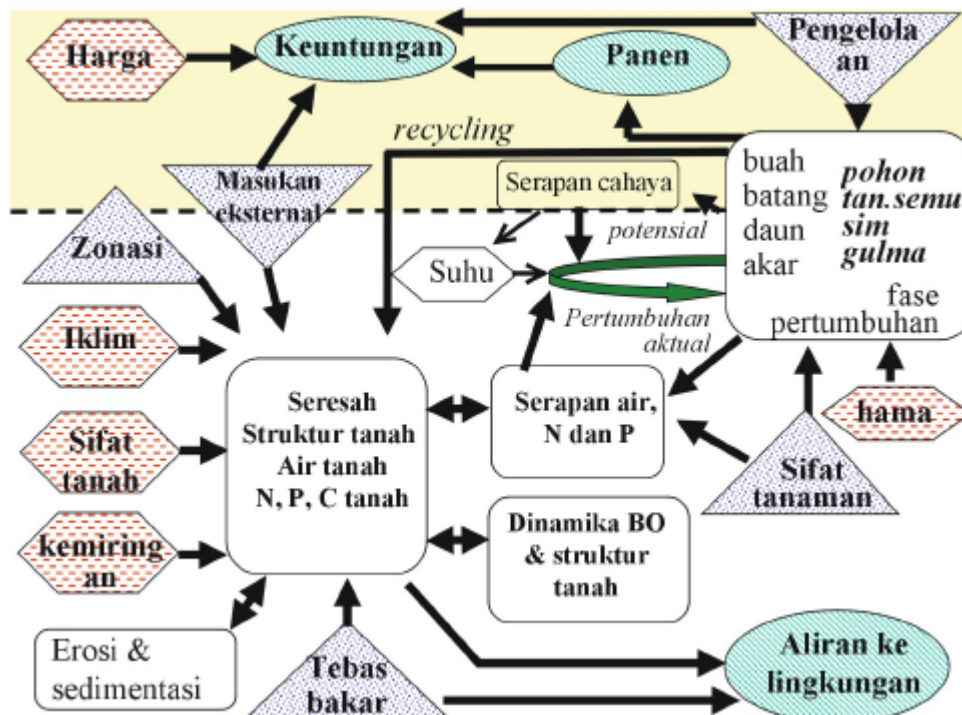 Harga
Keuntungan
Panen
Pengelola
an
recycling
Masukan
eksternal
Serapan cahaya
buah
batang
daun
akar
pohon
tan.semu
sim
gulma
fase
pertumbuhan
Zonasi
potensial
Suhu
Pertumbuhan
aktual
Iklim
Seresah
Struktur tanah
Air tanah
N, P, C tanah
Serapan air,
N dan P
hama
Sifat
tanah
Sifat
tanaman
kemiring
an
Dinamika BO
& struktur
tanah
Erosi &
sedimentasi
Tebas
bakar
Aliran ke
lingkungan